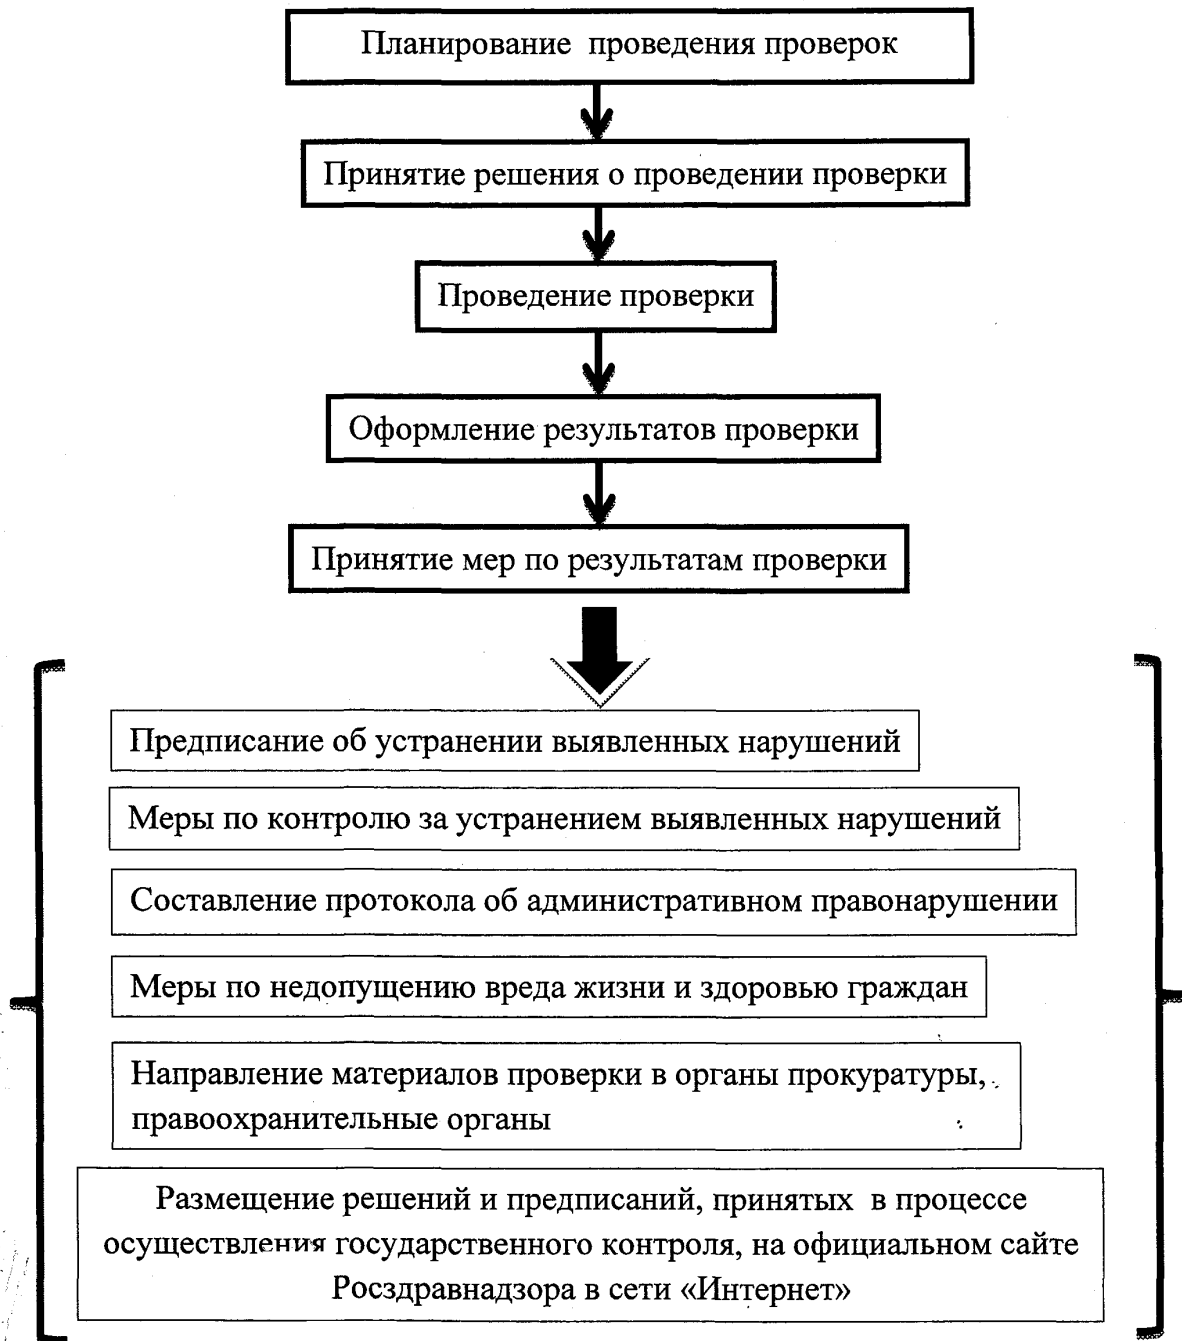 Планирование проведения проверок
Принятие решения о проведении проверки
Проведение проверки
Оформление результатов проверки
Принятие мер по результатам проверки
Предписание об устранении выявленных нарушений
Меры по контролю за устранением выявленных нарушений
Составление протокола об административном правонарушении
Меры по недопущению вреда жизни и здоровью граждан
Направление материалов проверки в органы прокуратуры,
правоохранительные органы
Размещение решений и предписаний, принятых в процессе
осуществления государственного контроля, на официальном сайте
Росздравнадзора в сети «Интернет»